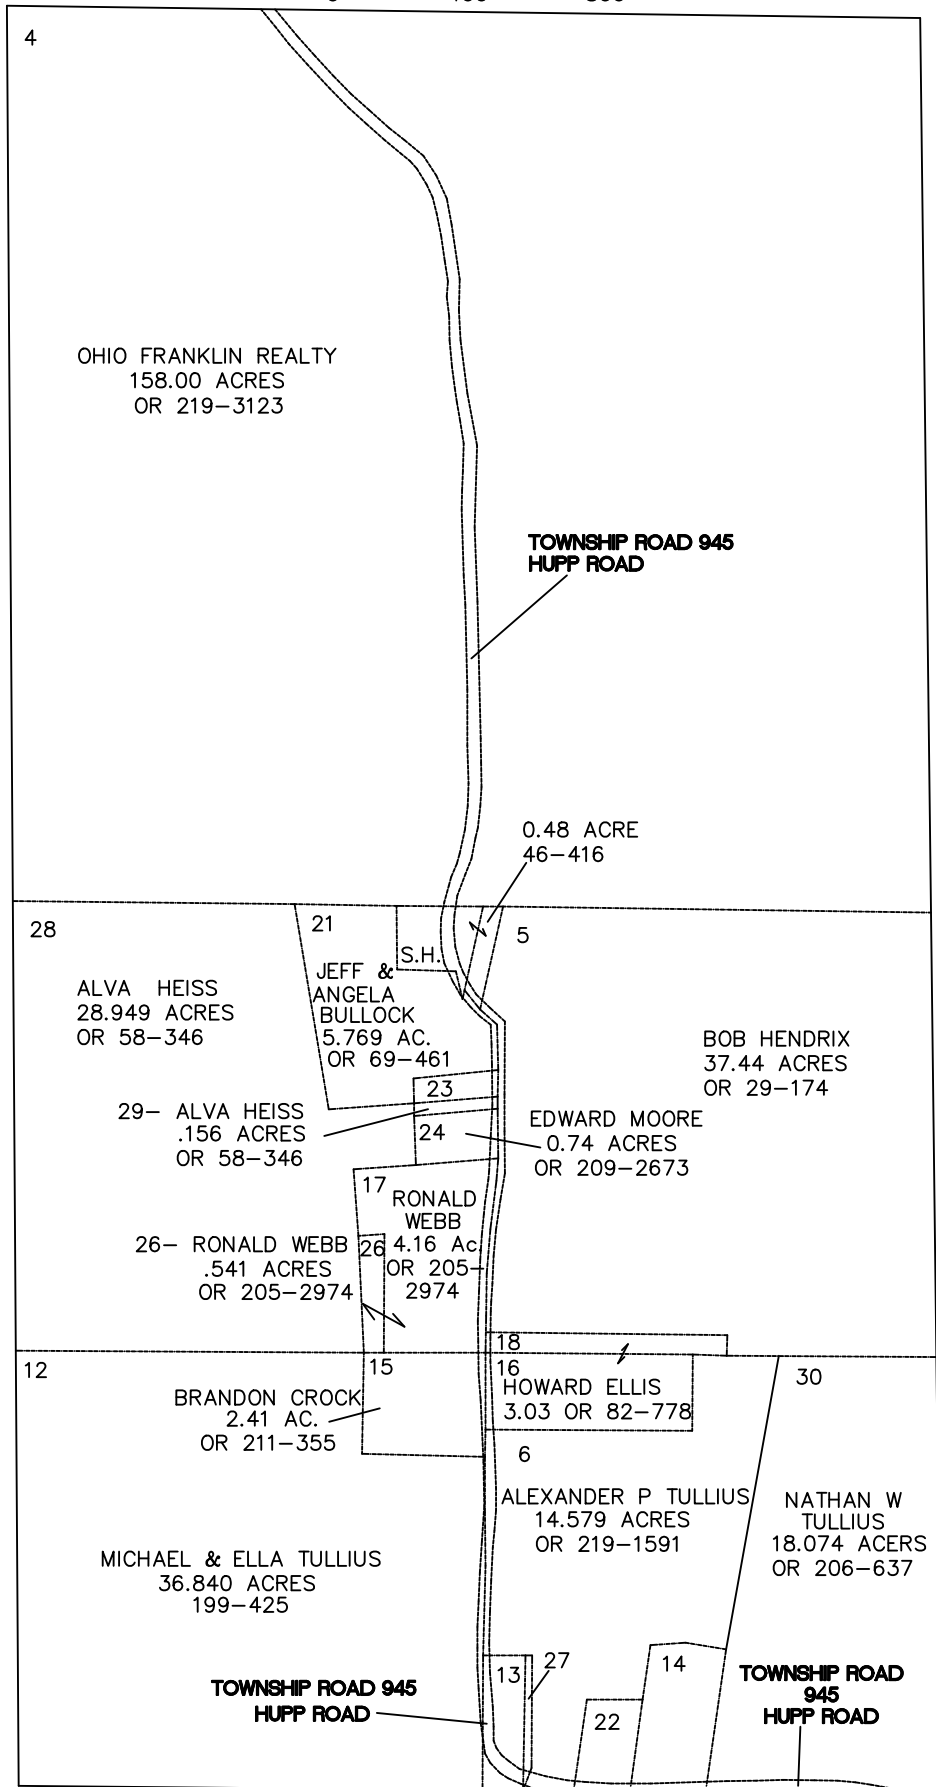 4
OHIO FRANKLIN REALTY
158.00 ACRES
OR 219-3123
TOWNSHIP ROAD 945
HUPP ROAD
0.48 ACRE
46-416
28
21
5
S.H.
ALVA HEISS
28.949 ACRES
OR 58-346
JEFF &
ANGELA
BULLOCK
5.769 AC.
OR 69-461
BOB HENDRIX
37.44 ACRES
OR 29-174
23
29- ALVA HEISS
.156 ACRES
OR 58-346
24
EDWARD MOORE
0.74 ACRES
OR 209-2673
17
RONALD
WEBB
4.16 Ac.
OR 205-
2974
26- RONALD WEBB
.541 ACRES
OR 205-2974
26
18
12
15
16
30
BRANDON CROCK
2.41 AC.
OR 211-355
HOWARD ELLIS
3.03 OR 82-778
6
ALEXANDER P TULLIUS
14.579 ACRES
OR 219-1591
NATHAN W
TULLIUS
18.074 ACERS
OR 206-637
MICHAEL & ELLA TULLIUS
36.840 ACRES
199-425
13
27
14
22
TOWNSHIP ROAD 945
HUPP ROAD
TOWNSHIP ROAD
945
HUPP ROAD